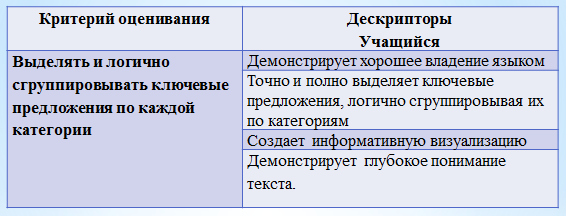 Критерий оценивания
Дескрипторы
Учащийся
Выделять и логично
сгруппировывать ключевые
предложения по каждой
категории
Демонстрирует хорошее владение языком
Точно и полно выделяет ключевые
предложения, логично сгруппировывая их
по категориям
Создает информативную визуализацию
Демонстрирует глубокое понимание
текста.